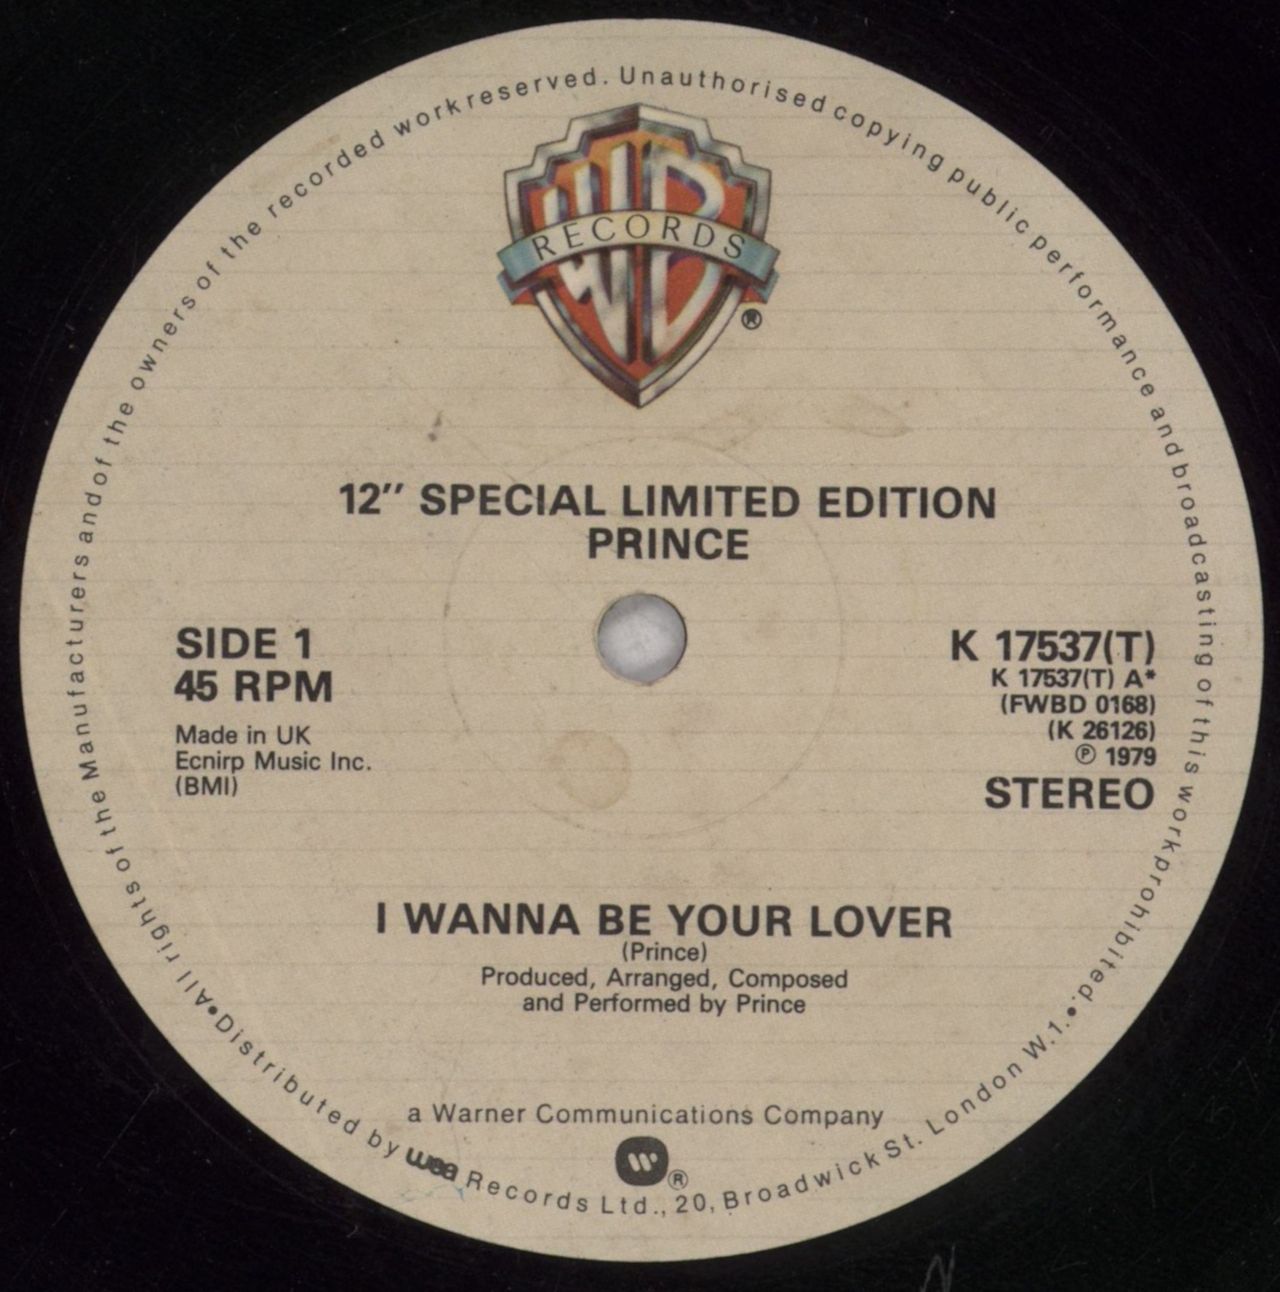 WB
RECORDS
®
12" SPECIAL LIMITED EDITION
PRINCE
SIDE 1
45 RPM
Made in UK
Ecnirp Music Inc.
(BMI)
K 17537(T)
K 17537(T) A*
(FWBD 0168)
(K 26126)
℗ 1979
STEREO
I WANNA BE YOUR LOVER
(Prince)
Produced, Arranged, Composed
and Performed by Prince
a Warner Communications Company
®
•All rights of the Manufacturers and of the owners of the recorded work reserved. Unauthorised copying public performance and broadcasting of this work prohibited.•
Distributed by wea Records Ltd., 20, Broadwick St. London W.1.